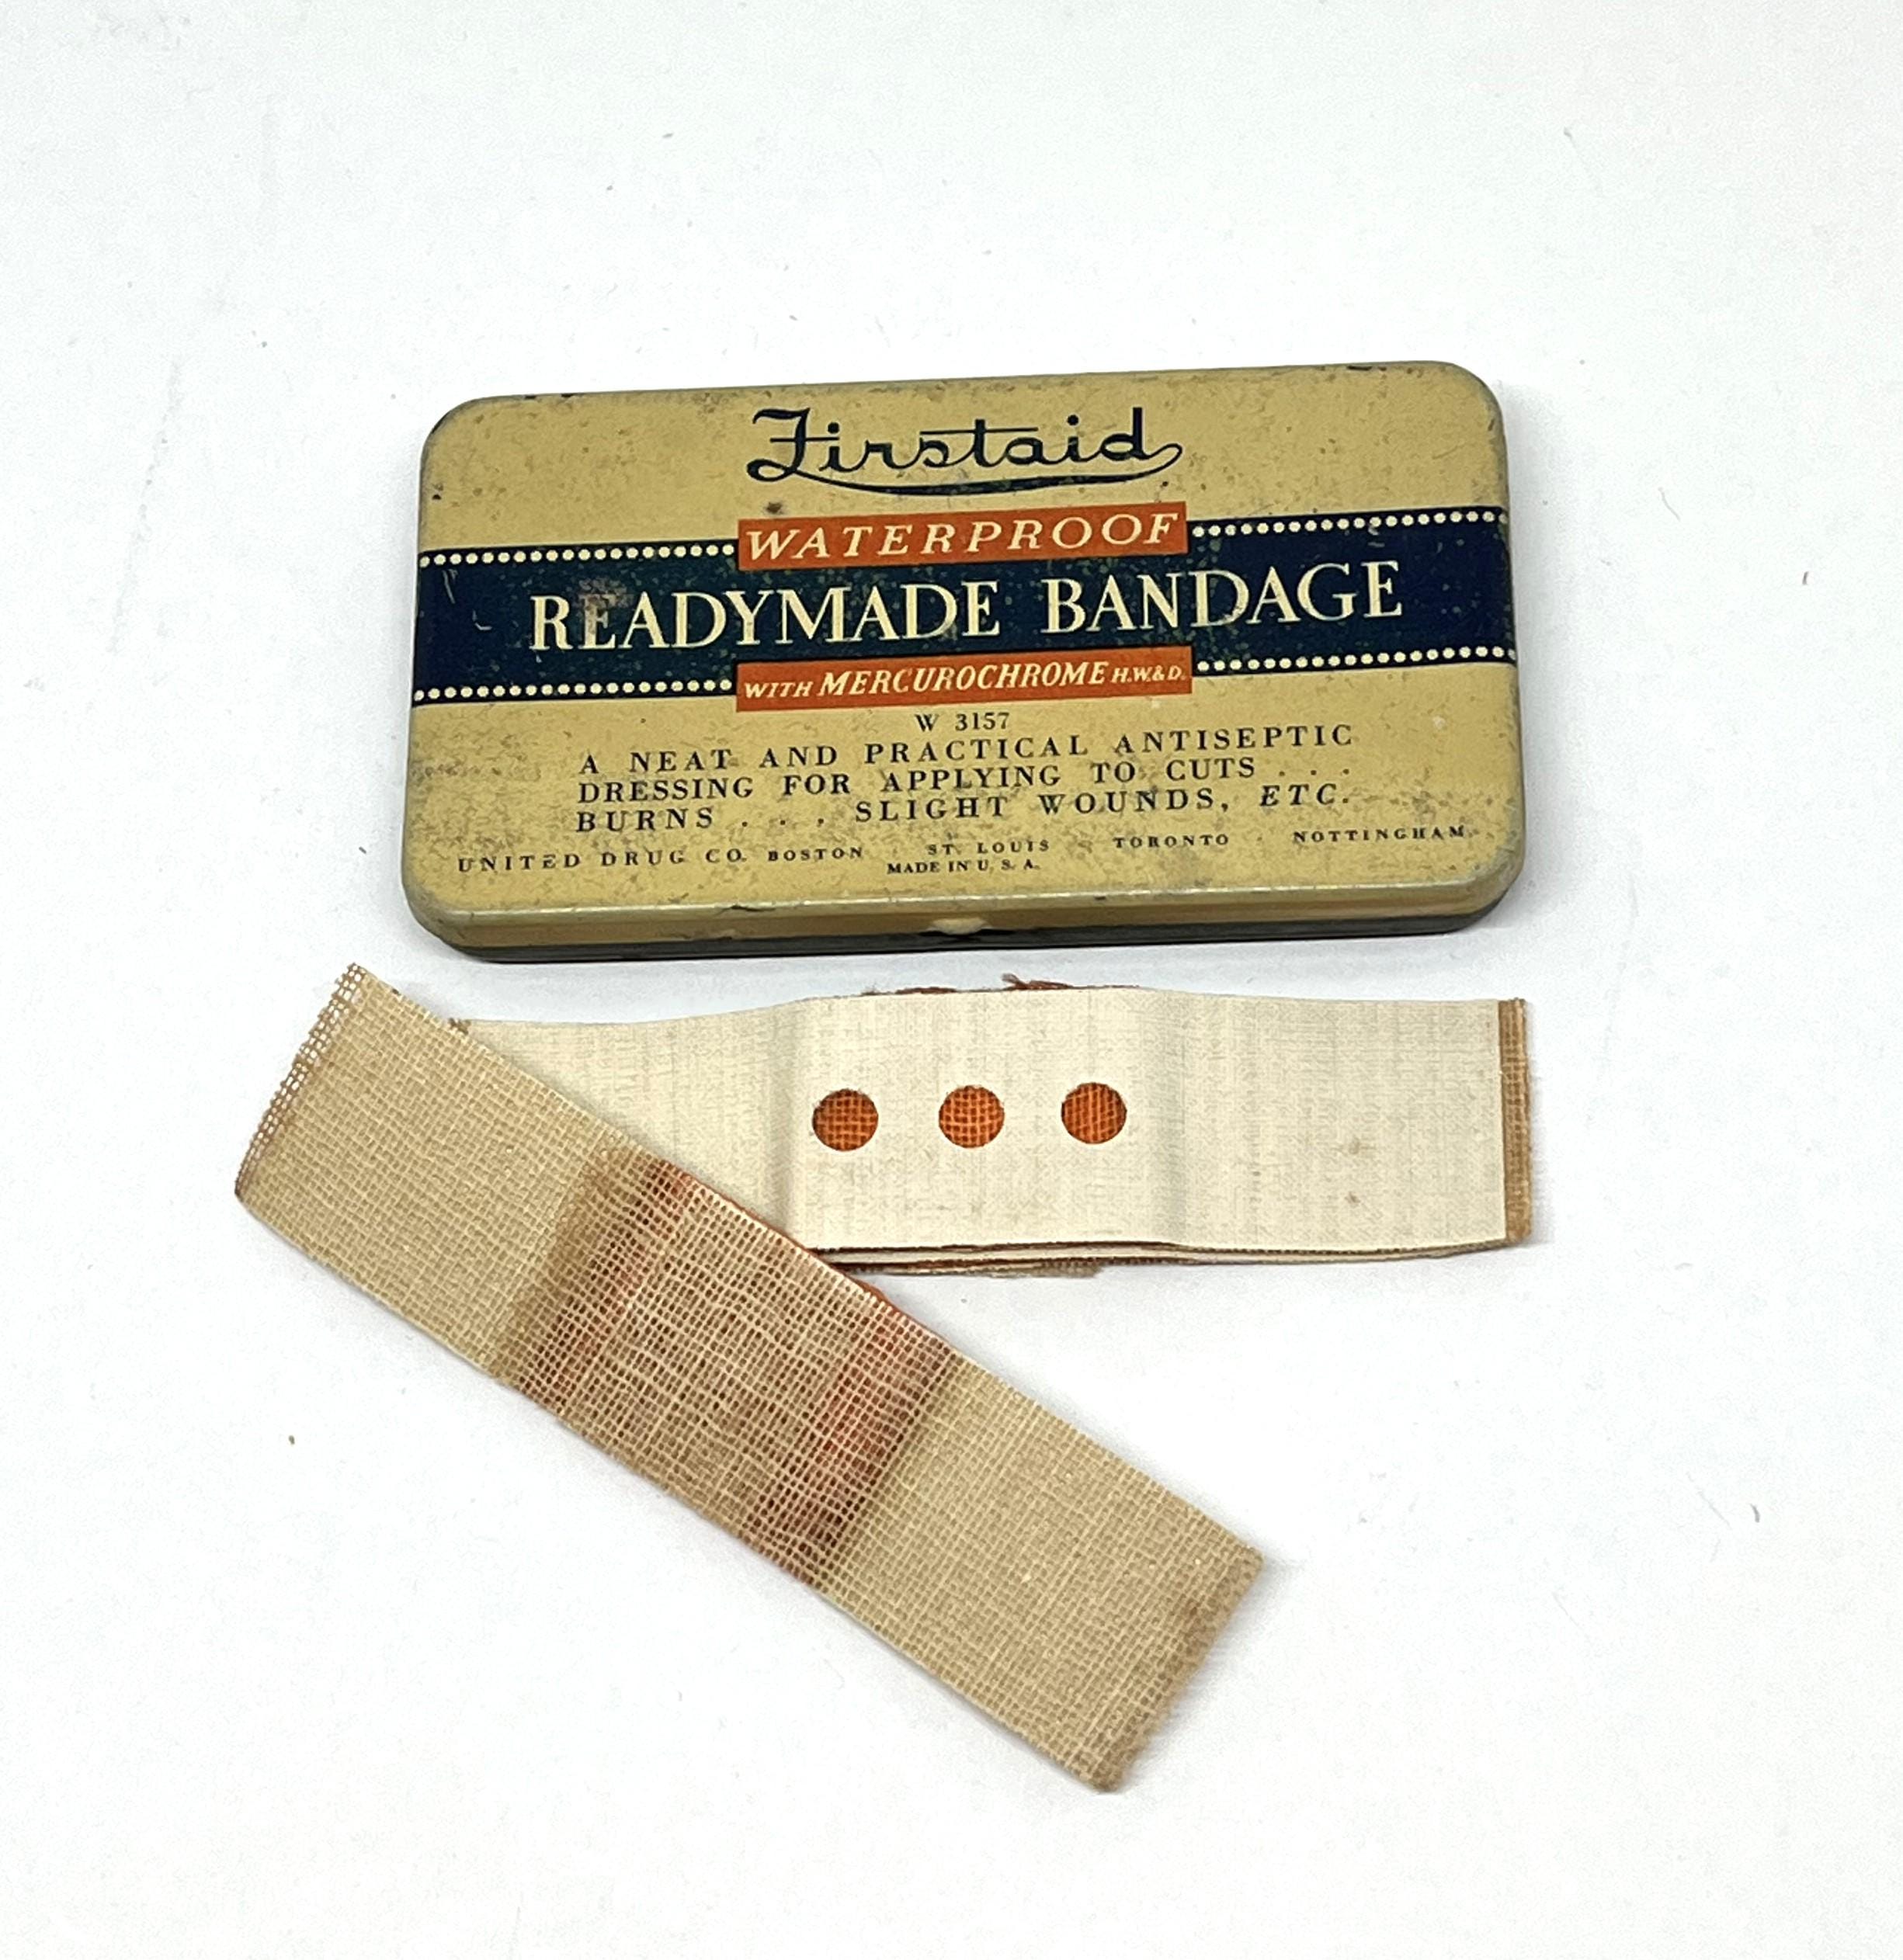 Firstaid
WATERPROOF
READYMADE BANDAGE
WITH MERCUROCHROME H.W.& D.
W 3157
A NEAT AND PRACTICAL ANTISEPTIC
DRESSING FOR APPLYING TO CUTS . . .
BURNS . . . SLIGHT WOUNDS, ETC.
UNITED DRUG CO. BOSTON · ST. LOUIS · TORONTO · NOTTINGHAM
MADE IN U. S. A.